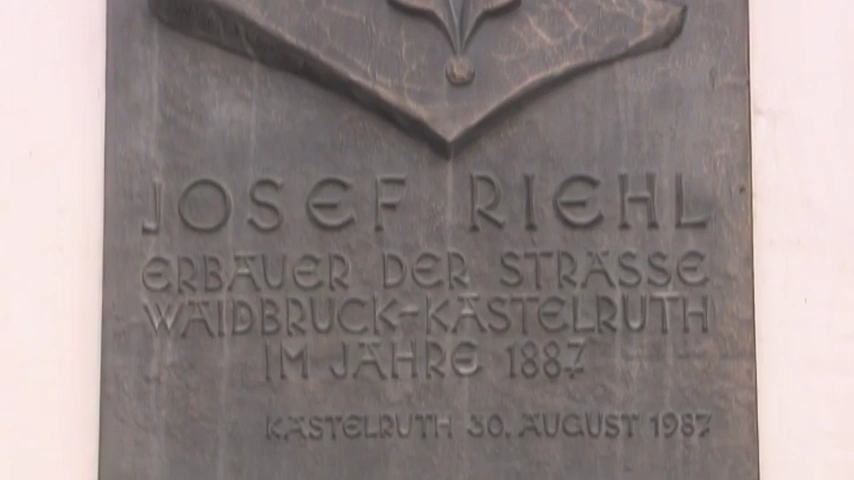 JOSEF RIEHL
ERBAUER DER STRASSE
WAIDBRUCK-KASTELRUTH
IM JAHRE 1887
KASTELRUTH 30. AUGUST 1987